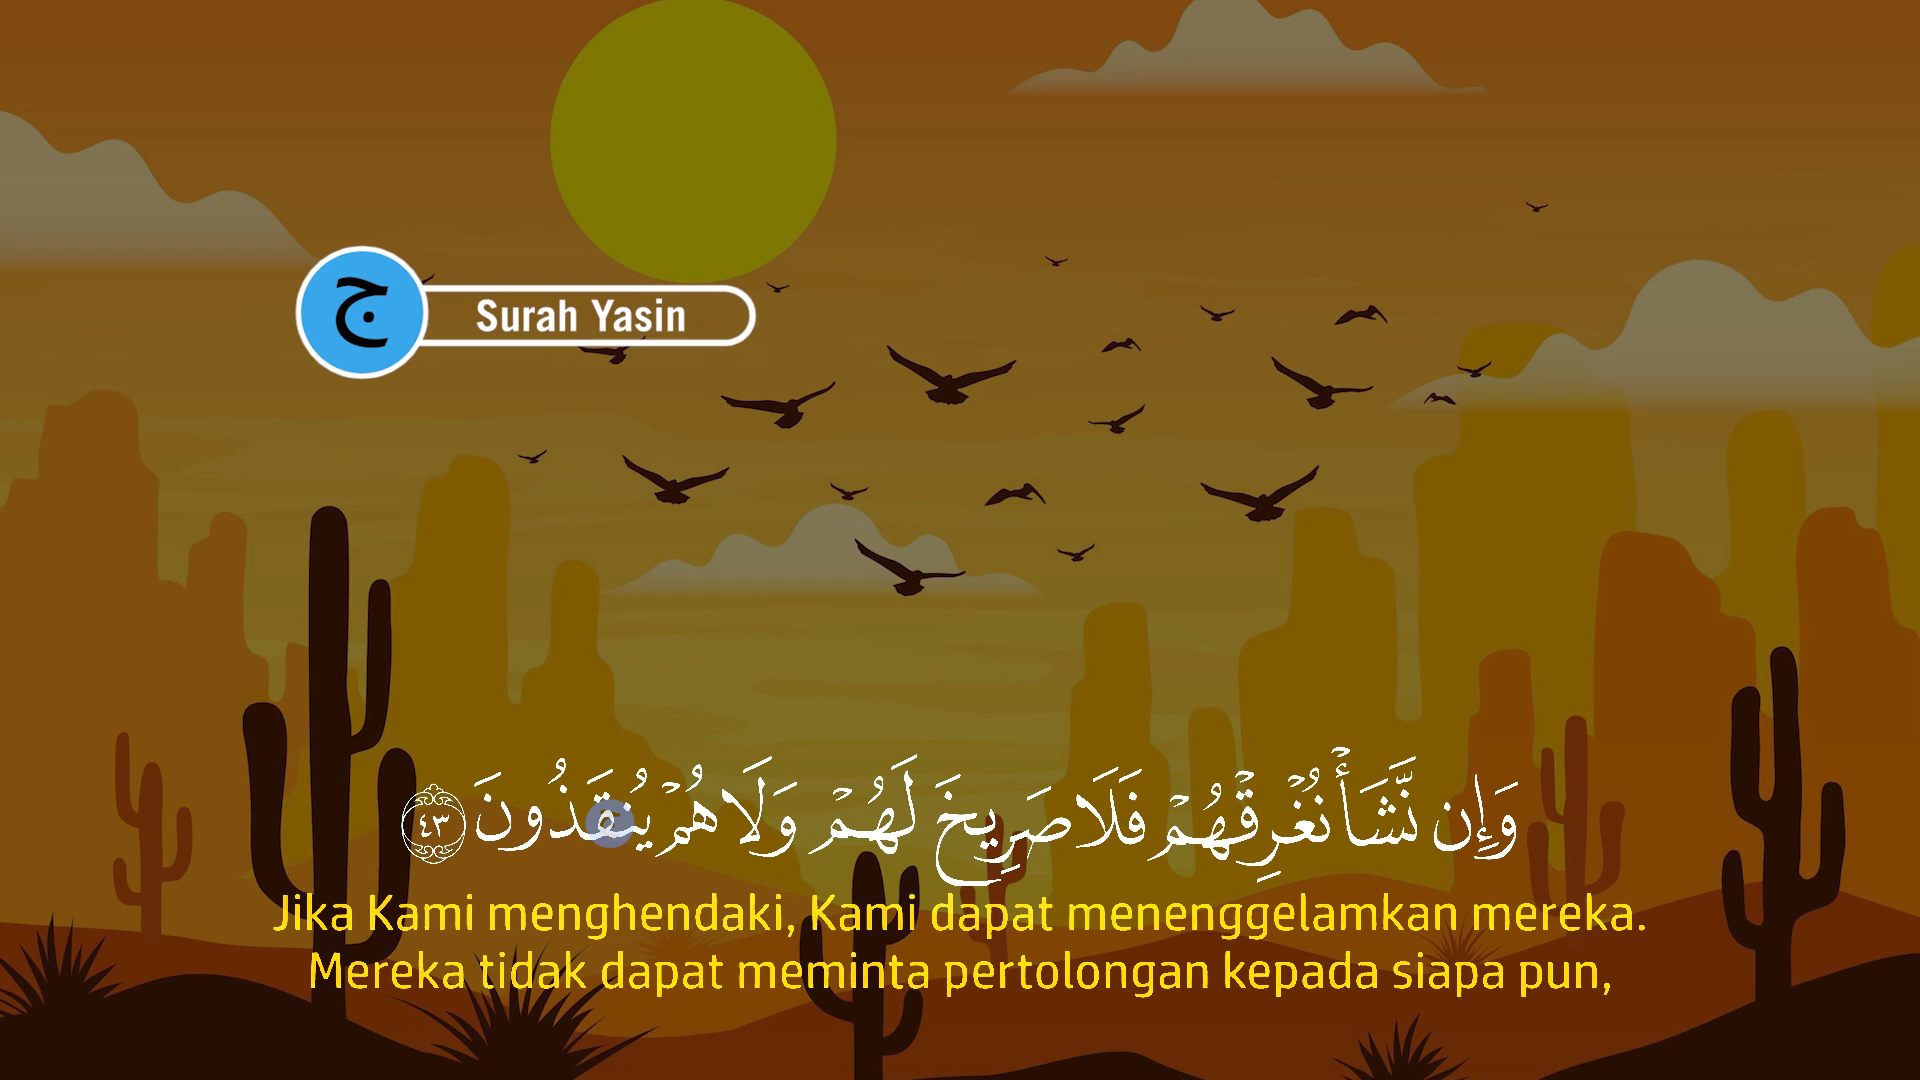 ج
Surah Yasin
وَإِن نَّشَأْ نُغْرِقْهُمْ فَلَا صَرِيخَ لَهُمْ وَلَا هُمْ يُنقَذُونَ ٤٣
Jika Kami menghendaki, Kami dapat menenggelamkan mereka.
Mereka tidak dapat meminta pertolongan kepada siapa pun,